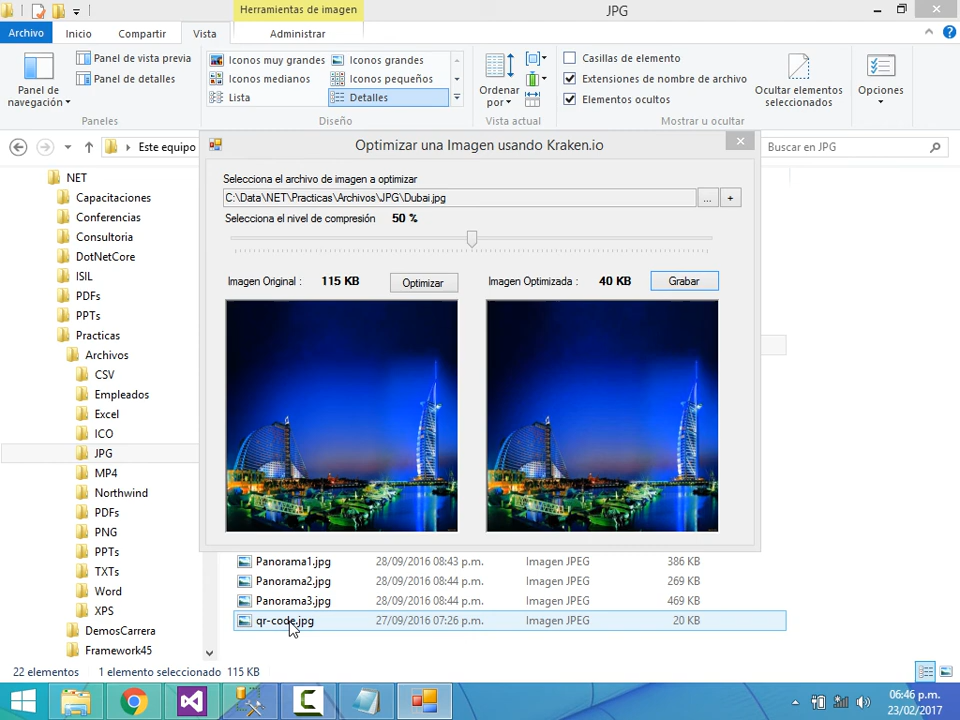 Herramientas de imagen
JPG
Archivo
Inicio
Compartir
Vista
Administrar
Panel de navegación
Panel de vista previa
Panel de detalles
Paneles
Iconos muy grandes
Iconos grandes
Iconos medianos
Iconos pequeños
Lista
Detalles
Diseño
Ordenar por
Vista actual
Casillas de elemento
Extensiones de nombre de archivo
Elementos ocultos
Ocultar elementos seleccionados
Mostrar u ocultar
Opciones
Este equipo
Buscar en JPG
Optimizar una Imagen usando Kraken.io
Selecciona el archivo de imagen a optimizar
C:\Data\NET\Practicas\Archivos\JPG\Dubai.jpg
...
+
Selecciona el nivel de compresión 50 %
Imagen Original : 115 KB
Optimizar
Imagen Optimizada : 40 KB
Grabar
NET
Capacitaciones
Conferencias
Consultoria
DotNetCore
ISIL
PDFs
PPTs
Practicas
Archivos
CSV
Empleados
Excel
ICO
JPG
MP4
Northwind
PDFs
PNG
PPTs
TXTs
Word
XPS
DemosCarrera
Framework45
Panorama1.jpg 28/09/2016 08:43 p.m. Imagen JPEG 386 KB
Panorama2.jpg 28/09/2016 08:44 p.m. Imagen JPEG 269 KB
Panorama3.jpg 28/09/2016 08:44 p.m. Imagen JPEG 469 KB
qr-code.jpg 27/09/2016 07:26 p.m. Imagen JPEG 20 KB
22 elementos
1 elemento seleccionado 115 KB
06:46 p.m.
23/02/2017